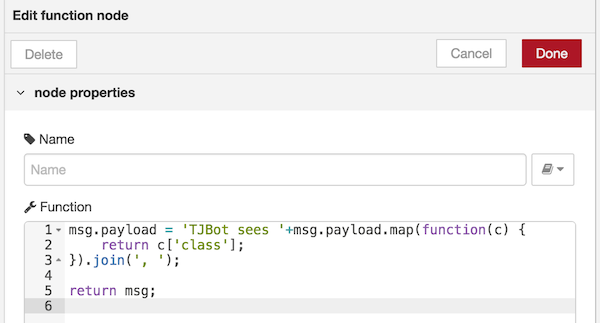 Edit function node
Delete Cancel Done
node properties
Name
Name
Function
1 msg.payload = 'TJBot sees '+msg.payload.map(function(c) {
2     return c['class'];
3 }).join(', ');
4
5 return msg;
6